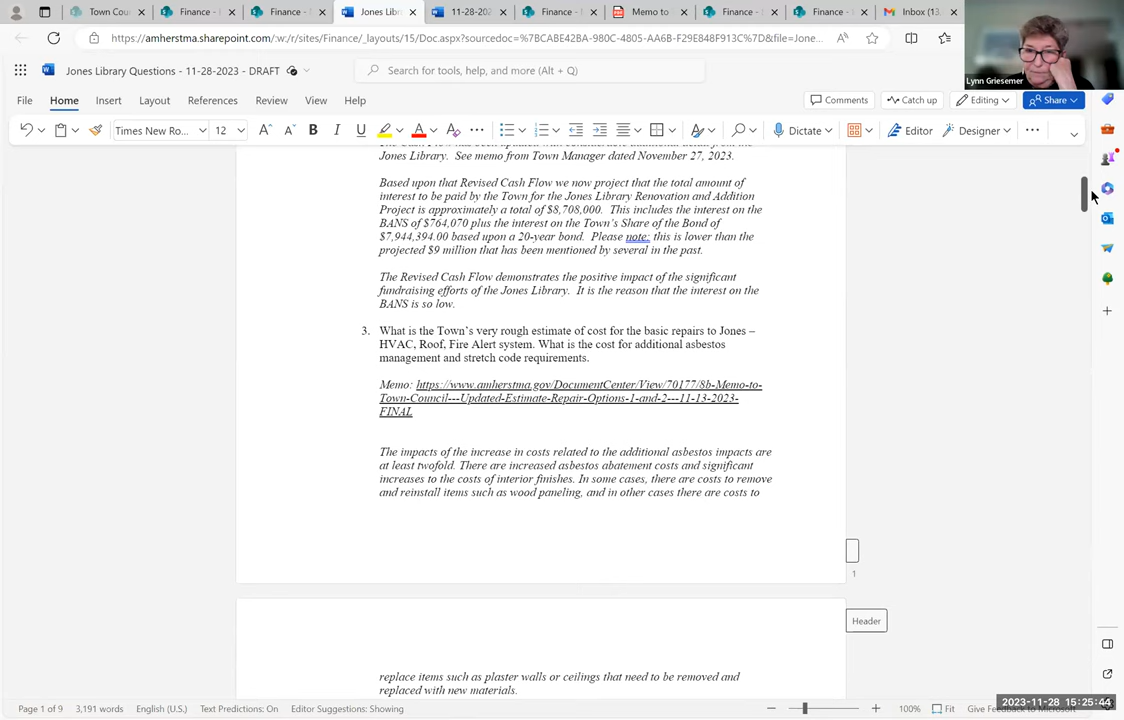 Town Cou
Finance -
Finance -
Jones Libr
11-28-202
Finance -
Memo to
Finance -
Finance -
Inbox (13,
https://amherstma.sharepoint.com/:w:/r/sites/Finance/_layouts/15/Doc.aspx?sourcedoc=%7BCABE42BA-980C-4805-AA6B-F29E848F913C%7D&file=Jone...
Lynn Griesemer
Jones Library Questions - 11-28-2023 - DRAFT
Search for tools, help, and more (Alt + Q)
File Home Insert Layout References Review View Help
Comments Catch up Editing Share
Times New Ro... 12 B I U A Dictate Editor Designer
Jones Library. See memo from Town Manager dated November 27, 2023.
Based upon that Revised Cash Flow we now project that the total amount of
interest to be paid by the Town for the Jones Library Renovation and Addition
Project is approximately a total of $8,708,000. This includes the interest on the
BANS of $764,070 plus the interest on the Town's Share of the Bond of
$7,944,394.00 based upon a 20-year bond. Please note: this is lower than the
projected $9 million that has been mentioned by several in the past.
The Revised Cash Flow demonstrates the positive impact of the significant
fundraising efforts of the Jones Library. It is the reason that the interest on the
BANS is so low.
3. What is the Town's very rough estimate of cost for the basic repairs to Jones –
HVAC, Roof, Fire Alert system. What is the cost for additional asbestos
management and stretch code requirements.
Memo: https://www.amherstma.gov/DocumentCenter/View/70177/8b-Memo-to-
Town-Council---Updated-Estimate-Repair-Options-1-and-2---11-13-2023-
FINAL
The impacts of the increase in costs related to the additional asbestos impacts are
at least twofold. There are increased asbestos abatement costs and significant
increases to the costs of interior finishes. In some cases, there are costs to remove
and reinstall items such as wood paneling, and in other cases there are costs to
1
Header
replace items such as plaster walls or ceilings that need to be removed and
replaced with new materials.
Page 1 of 9 3,191 words English (U.S.) Text Predictions: On Editor Suggestions: Showing
100% Fit Give Feedback to Microsoft
2023-11-28 15:25:44